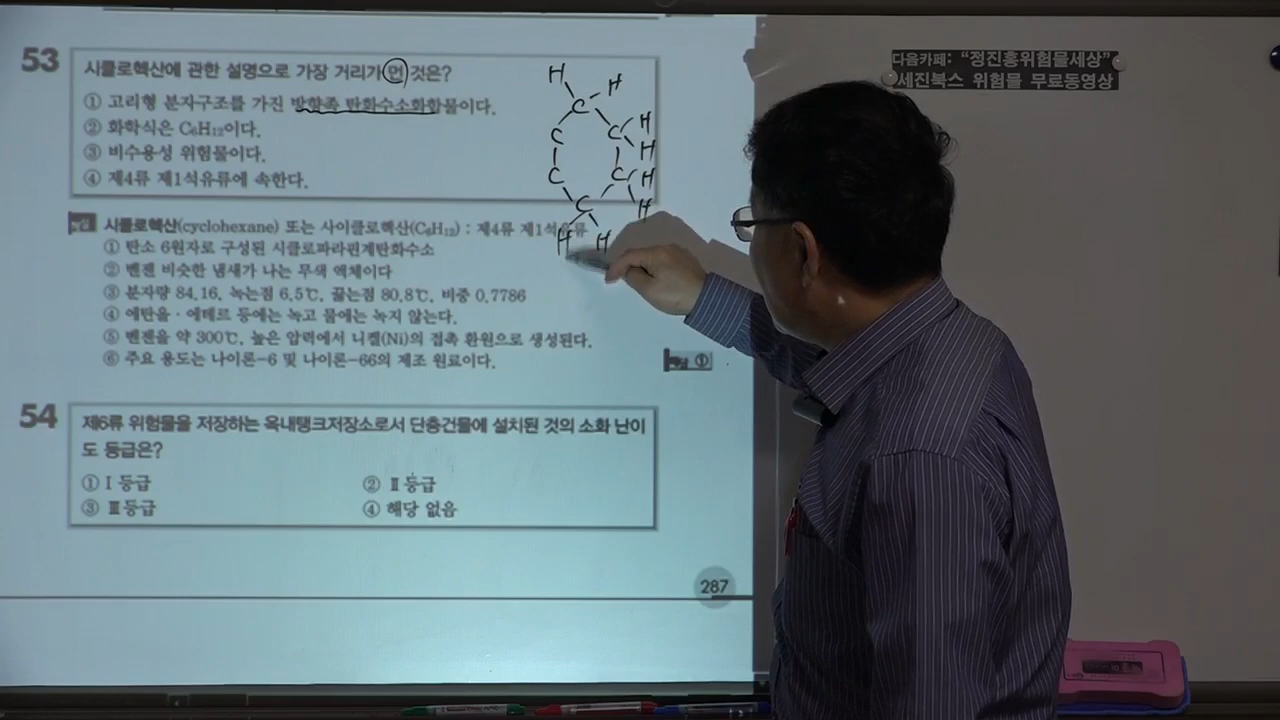 53
시클로헥산에 관한 설명으로 가장 거리가 먼 것은?
① 고리형 분자구조를 가진 방향족 탄화수소화합물이다.
② 화학식은 C₆H₁₂이다.
③ 비수용성 위험물이다.
④ 제4류 제1석유류에 속한다.
시클로헥산(cyclohexane) 또는 사이클로헥산(C₆H₁₂) : 제4류 제1석유류
① 탄소 6원자로 구성된 시클로파라핀계탄화수소
② 벤젠 비슷한 냄새가 나는 무색 액체이다
③ 분자량 84.16, 녹는점 6.5℃, 끓는점 80.8℃, 비중 0.7786
④ 에탄올·에테르 등에는 녹고 물에는 녹지 않는다.
⑤ 벤젠을 약 300℃, 높은 압력에서 니켈(Ni)의 접촉 환원으로 생성된다.
⑥ 주요 용도는 나이론-6 및 나이론-66의 제조 원료이다.
①
54
제6류 위험물을 저장하는 옥내탱크저장소로서 단층건물에 설치된 것의 소화 난이
도 등급은?
① Ⅰ등급 ② Ⅱ등급
③ Ⅲ등급 ④ 해당 없음
287
H H
C
C C H
H
C C H
H
C
H H
다음카페: "정진홍위험물세상"
세진북스 위험물 무료동영상